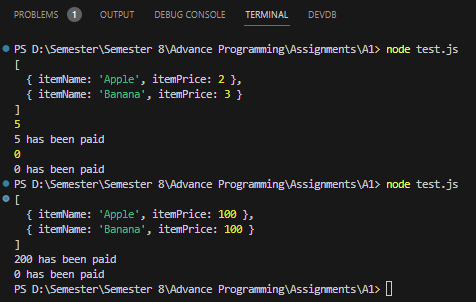 PROBLEMS 1 OUTPUT DEBUG CONSOLE TERMINAL DEVDB
PS D:\Semester\Semester 8\Advance Programming\Assignments\A1> node test.js
[
  { itemName: 'Apple', itemPrice: 2 },
  { itemName: 'Banana', itemPrice: 3 }
]
5
5 has been paid
0
0 has been paid
PS D:\Semester\Semester 8\Advance Programming\Assignments\A1> node test.js
[
  { itemName: 'Apple', itemPrice: 100 },
  { itemName: 'Banana', itemPrice: 100 }
]
200 has been paid
0 has been paid
PS D:\Semester\Semester 8\Advance Programming\Assignments\A1>